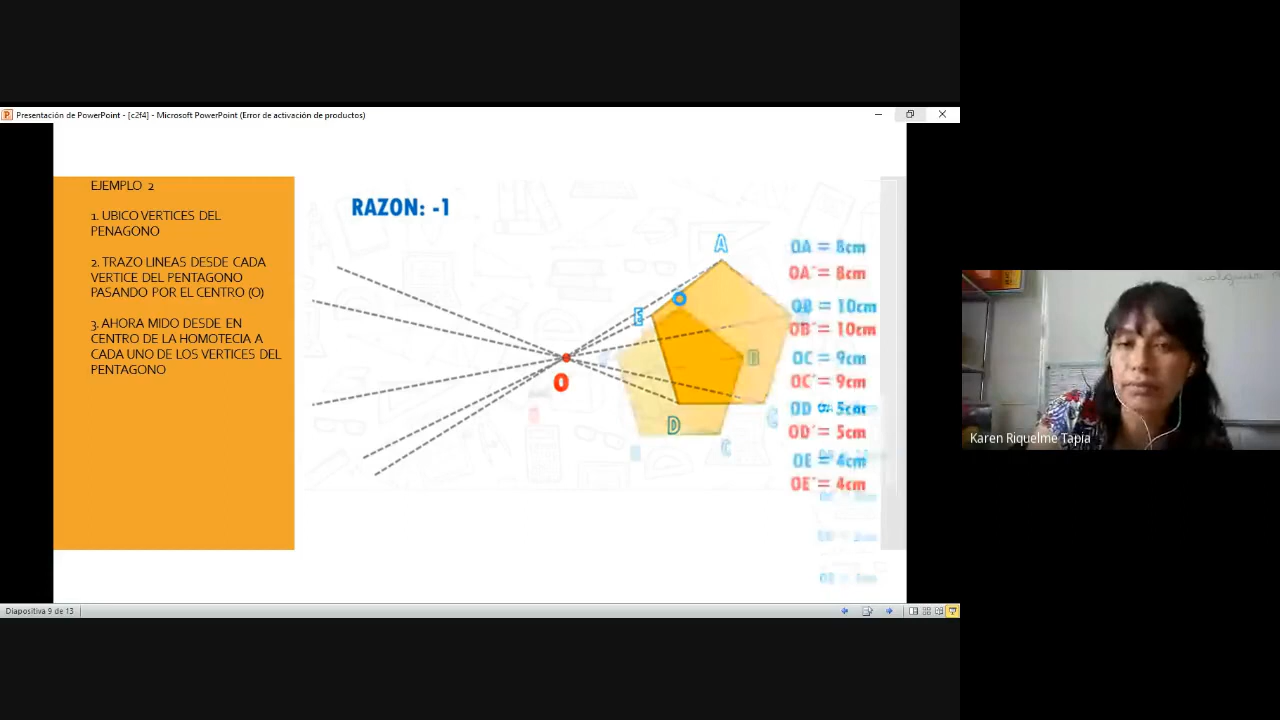 Presentación de PowerPoint - [c2f4] - Microsoft PowerPoint (Error de activación de productos)
EJEMPLO 2
1. UBICO VERTICES DEL
PENAGONO
2. TRAZO LINEAS DESDE CADA
VERTICE DEL PENTAGONO
PASANDO POR EL CENTRO (O)
3. AHORA MIDO DESDE EN
CENTRO DE LA HOMOTECIA A
CADA UNO DE LOS VERTICES DEL
PENTAGONO
RAZON: -1
A
E
B
D
C
C
O
OA = 8cm
OA´= 8cm
OB = 10cm
OB´= 10cm
OC = 9cm
OC´= 9cm
OD = 5cm
OD´= 5cm
OE = 4cm
OE´= 4cm
Karen Riquelme Tapia
Diapositiva 9 de 13